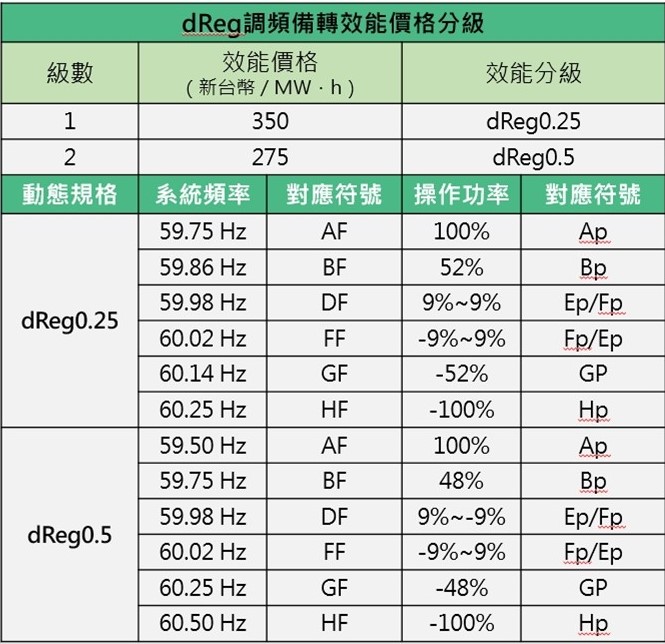 dReg調頻備轉效能價格分級
級數 效能價格 效能分級
（新台幣/MW·h）
1 350 dReg0.25
2 275 dReg0.5
動態規格 系統頻率 對應符號 操作功率 對應符號
dReg0.25
59.75 Hz AF 100% Ap
59.86 Hz BF 52% Bp
59.98 Hz DF 9%~9% Ep/Fp
60.02 Hz FF -9%~9% Fp/Ep
60.14 Hz GF -52% GP
60.25 Hz HF -100% Hp
dReg0.5
59.50 Hz AF 100% Ap
59.75 Hz BF 48% Bp
59.98 Hz DF 9%~-9% Ep/Fp
60.02 Hz FF -9%~9% Fp/Ep
60.25 Hz GF -48% GP
60.50 Hz HF -100% Hp